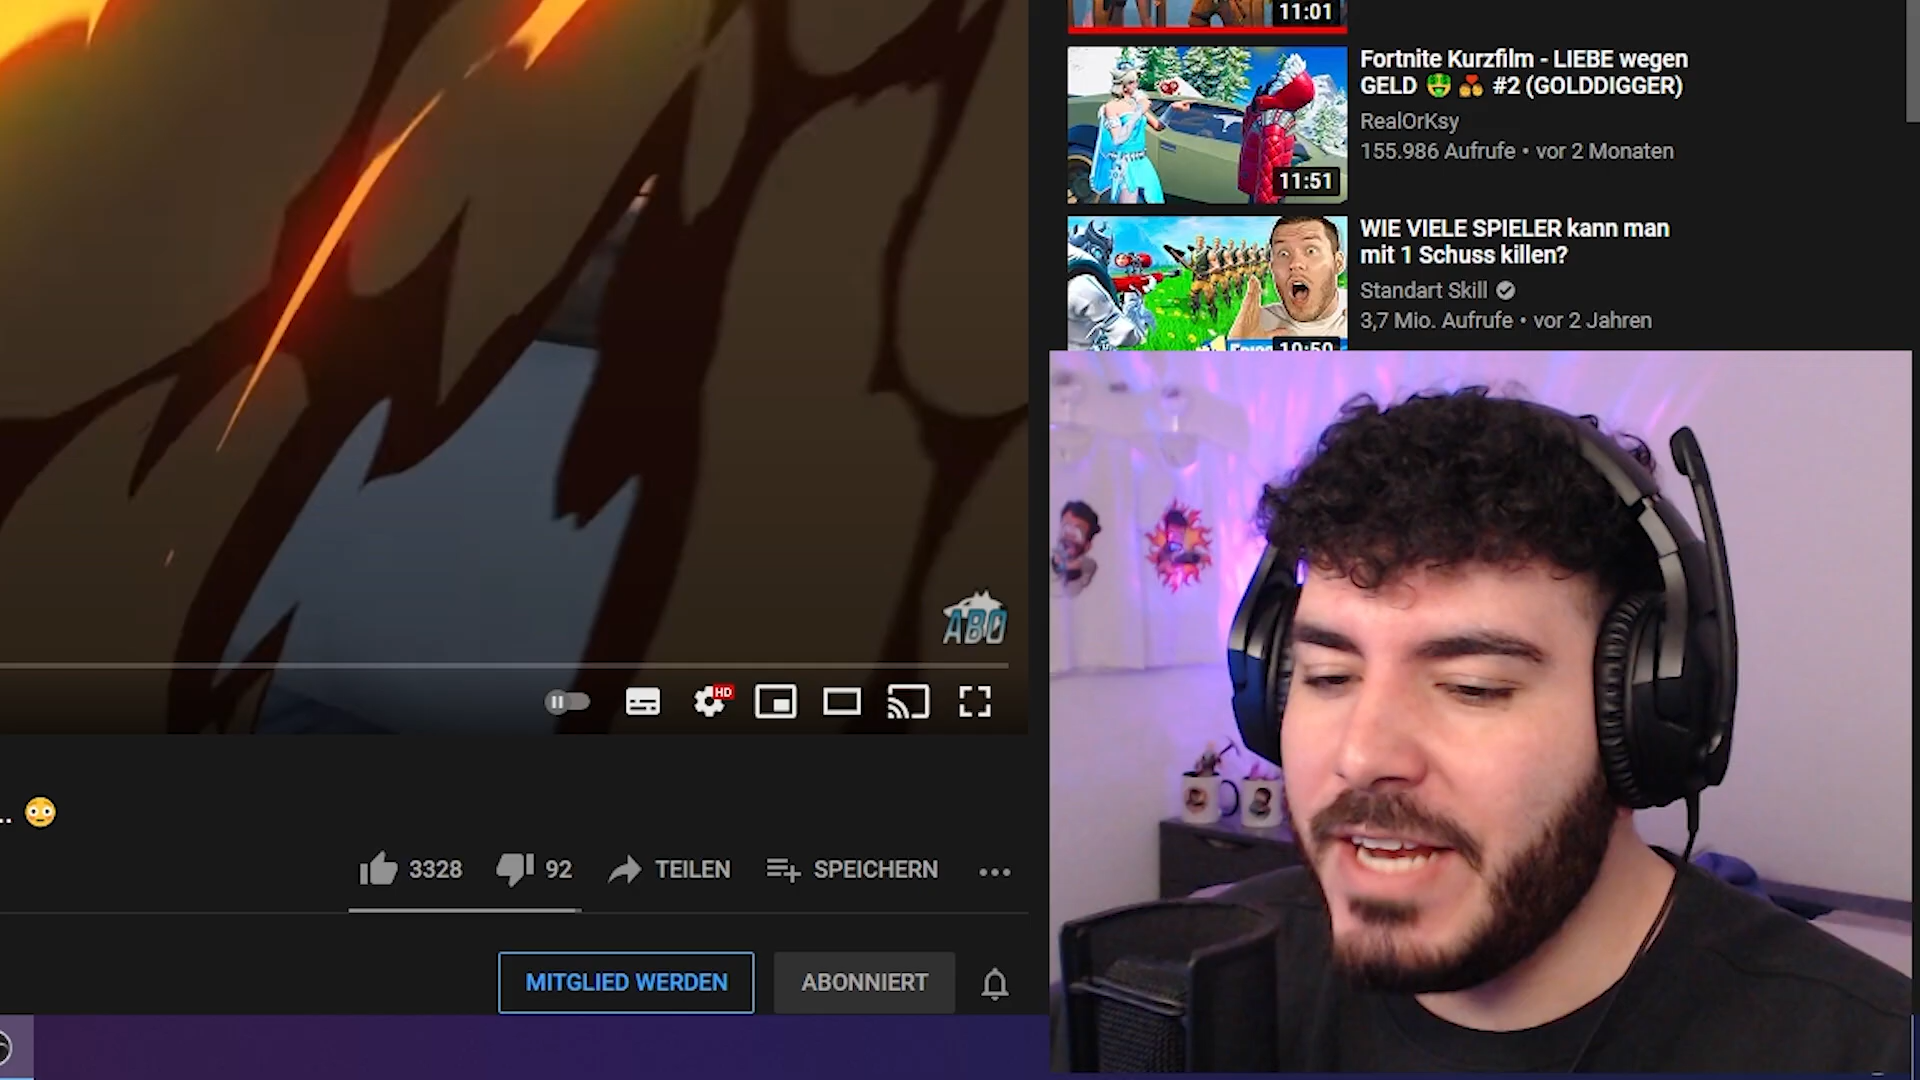 11:01
Fortnite Kurzfilm - LIEBE wegen
GELD 🤑 💑 #2 (GOLDDIGGER)
RealOrKsy
155.986 Aufrufe • vor 2 Monaten
11:51
WIE VIELE SPIELER kann man
mit 1 Schuss killen?
Standart Skill
3,7 Mio. Aufrufe • vor 2 Jahren
ABO
HD
.. 😳
3328
92
TEILEN
SPEICHERN
MITGLIED WERDEN
ABONNIERT